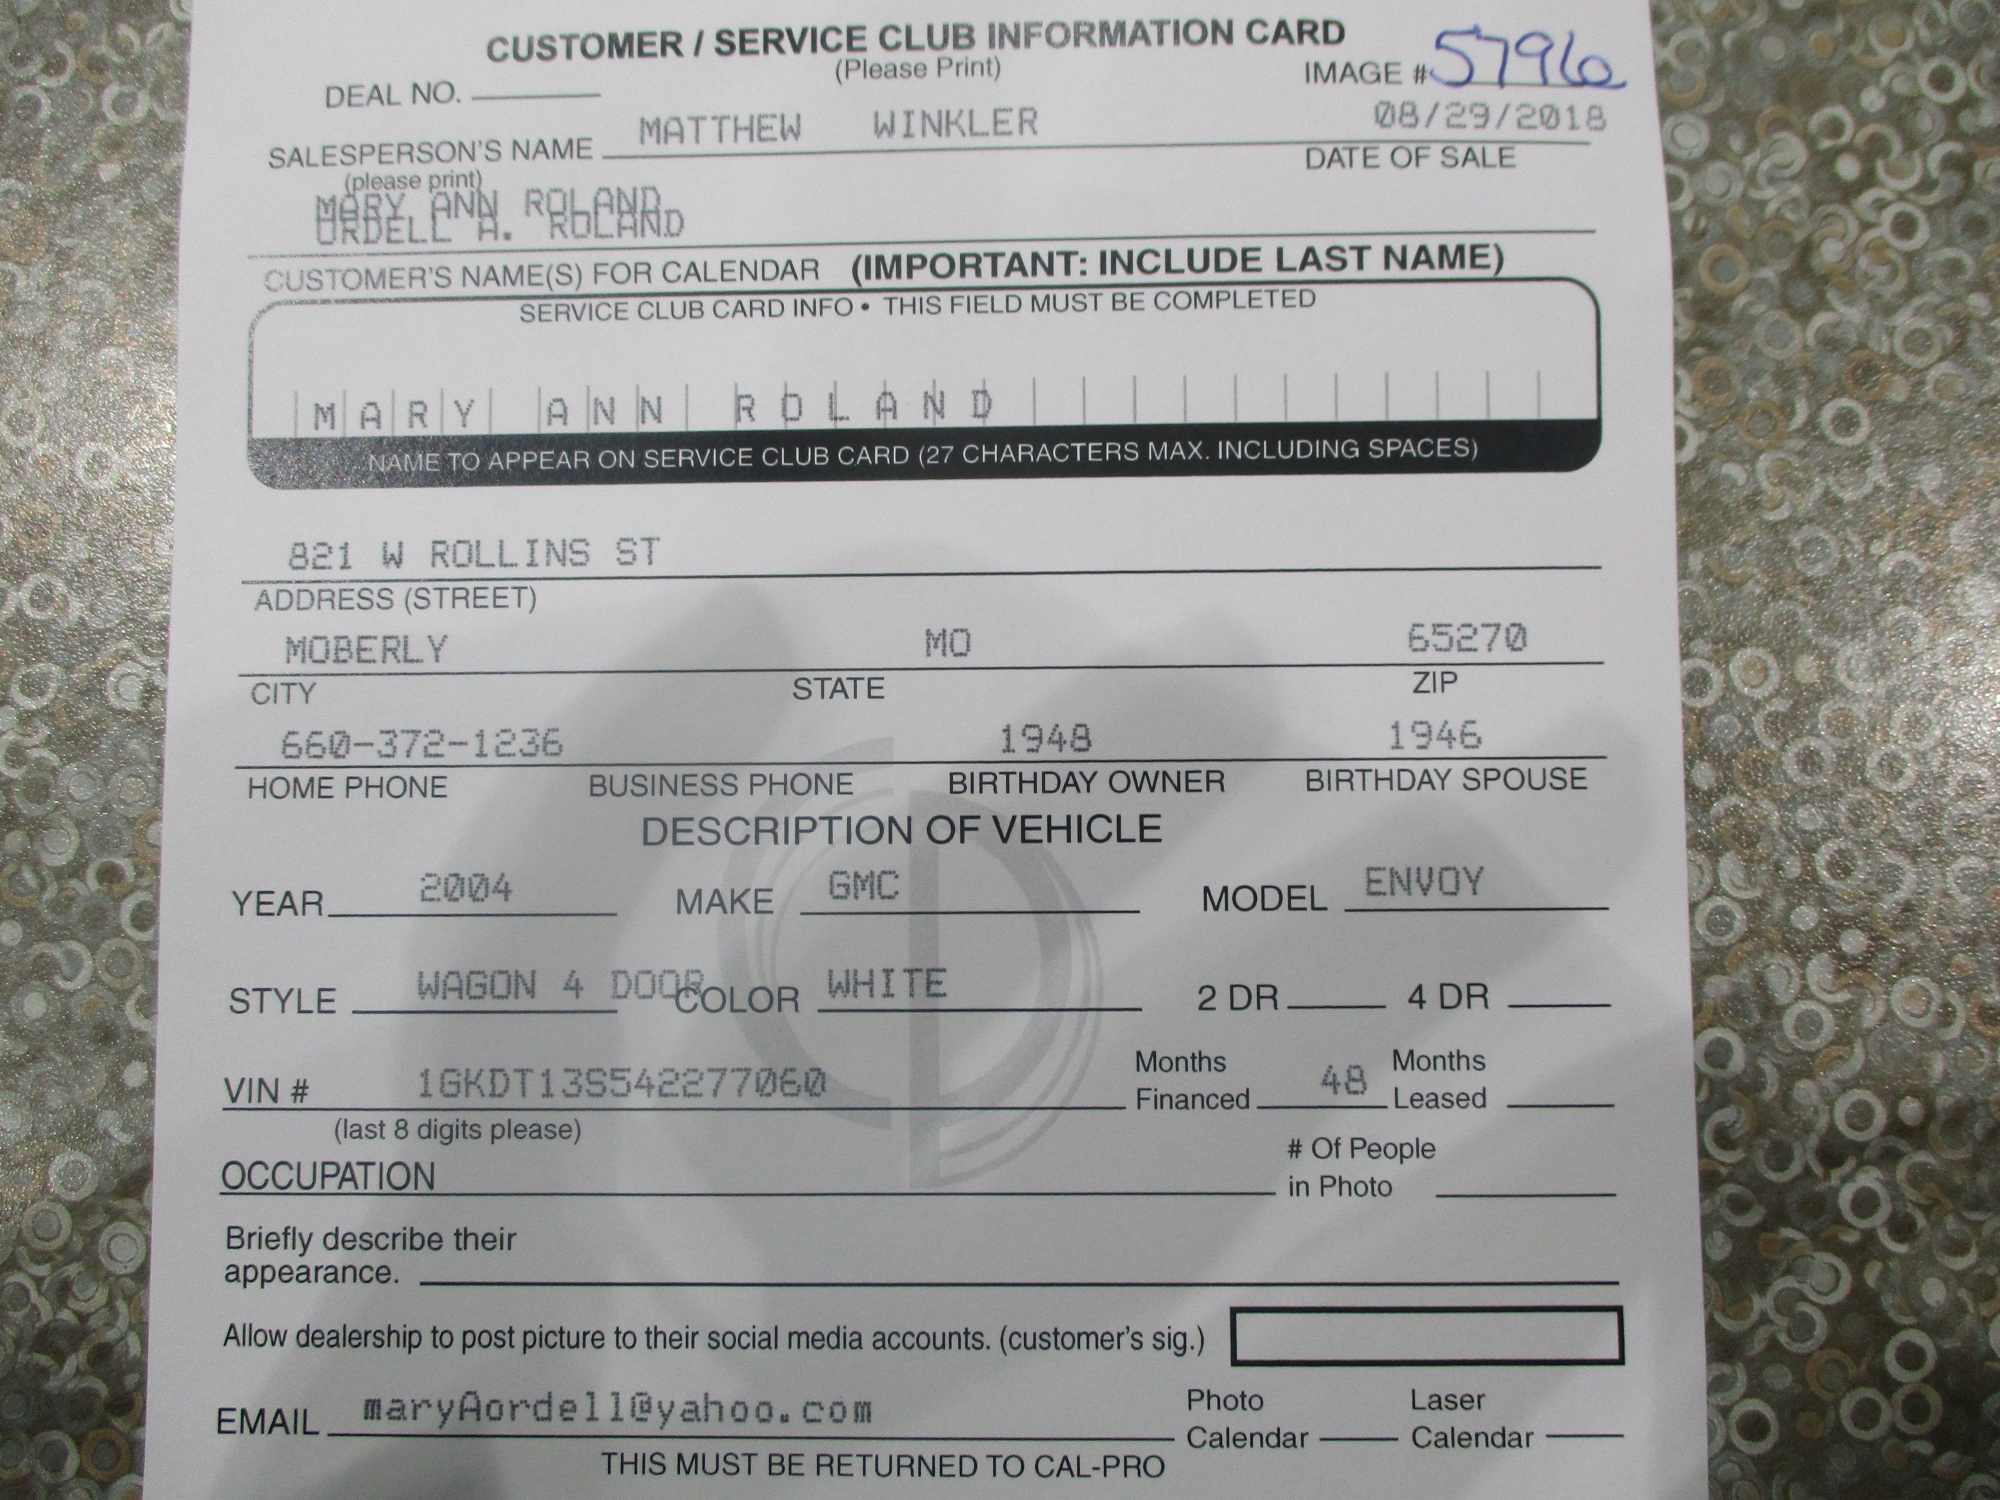 CUSTOMER / SERVICE CLUB INFORMATION CARD
(Please Print)
IMAGE # 5796
DEAL NO.
MATTHEW WINKLER 08/29/2018
SALESPERSON'S NAME DATE OF SALE
(please print)
MARY ANN ROLAND
ORDELL A. ROLAND
CUSTOMER'S NAME(S) FOR CALENDAR (IMPORTANT: INCLUDE LAST NAME)
SERVICE CLUB CARD INFO • THIS FIELD MUST BE COMPLETED
MARY ANN ROLAND
NAME TO APPEAR ON SERVICE CLUB CARD (27 CHARACTERS MAX. INCLUDING SPACES)
821 W ROLLINS ST
ADDRESS (STREET)
MOBERLY MO 65270
CITY STATE ZIP
660-372-1236 1948 1946
HOME PHONE BUSINESS PHONE BIRTHDAY OWNER BIRTHDAY SPOUSE
DESCRIPTION OF VEHICLE
YEAR 2004 MAKE GMC MODEL ENVOY
STYLE WAGON 4 DOOR COLOR WHITE 2 DR 4 DR
VIN # 1GKDT13S542277060 Months Financed 48 Months Leased
(last 8 digits please)
OCCUPATION # Of People in Photo
Briefly describe their
appearance.
Allow dealership to post picture to their social media accounts. (customer's sig.)
EMAIL maryAordell@yahoo.com Photo Calendar Laser Calendar
THIS MUST BE RETURNED TO CAL-PRO